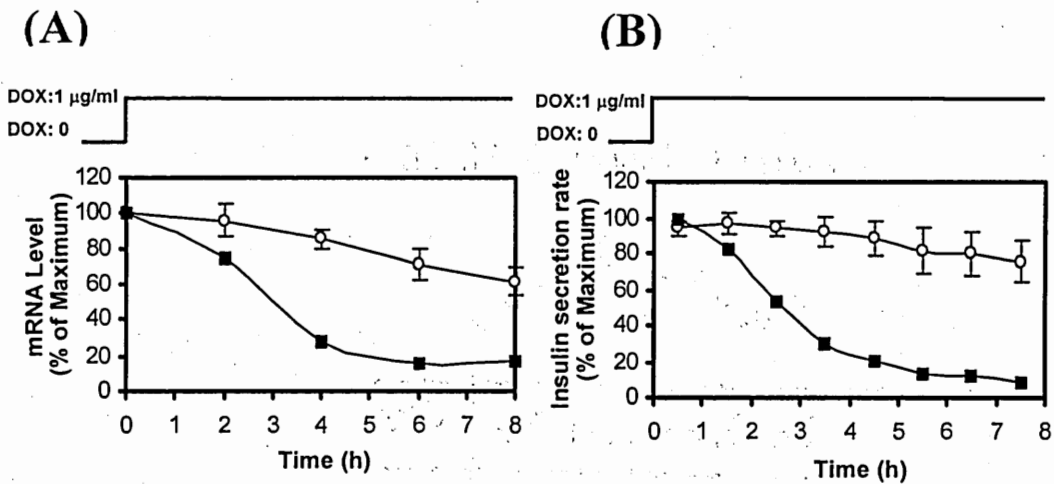 (A)
DOX:1 µg/ml
DOX: 0
mRNA Level
(% of Maximum)
120
100
80
60
40
20
0
0 1 2 3 4 5 6 7 8
Time (h)
(B)
DOX:1 µg/ml
DOX: 0
Insulin secretion rate
(% of Maximum)
120
100
80
60
40
20
0
0 1 2 3 4 5 6 7 8
Time (h)